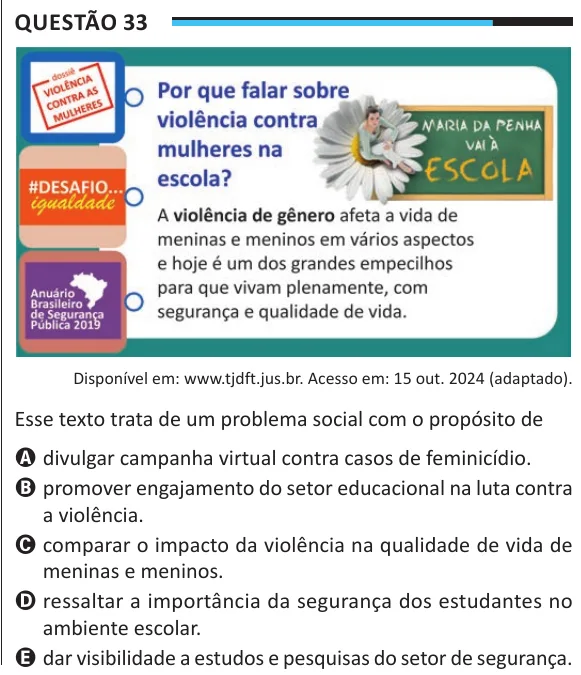 QUESTÃO 33
dossiê
VIOLÊNCIA
CONTRA AS
MULHERES
#DESAFIO...
igualdade
Anuário
Brasileiro
de Segurança
Pública 2019
Por que falar sobre
violência contra
mulheres na
escola?
MARIA DA PENHA
VAI À
ESCOLA
A violência de gênero afeta a vida de
meninas e meninos em vários aspectos
e hoje é um dos grandes empecilhos
para que vivam plenamente, com
segurança e qualidade de vida.
Disponível em: www.tjdft.jus.br. Acesso em: 15 out. 2024 (adaptado).
Esse texto trata de um problema social com o propósito de
A divulgar campanha virtual contra casos de feminicídio.
B promover engajamento do setor educacional na luta contra
a violência.
C comparar o impacto da violência na qualidade de vida de
meninas e meninos.
D ressaltar a importância da segurança dos estudantes no
ambiente escolar.
E dar visibilidade a estudos e pesquisas do setor de segurança.